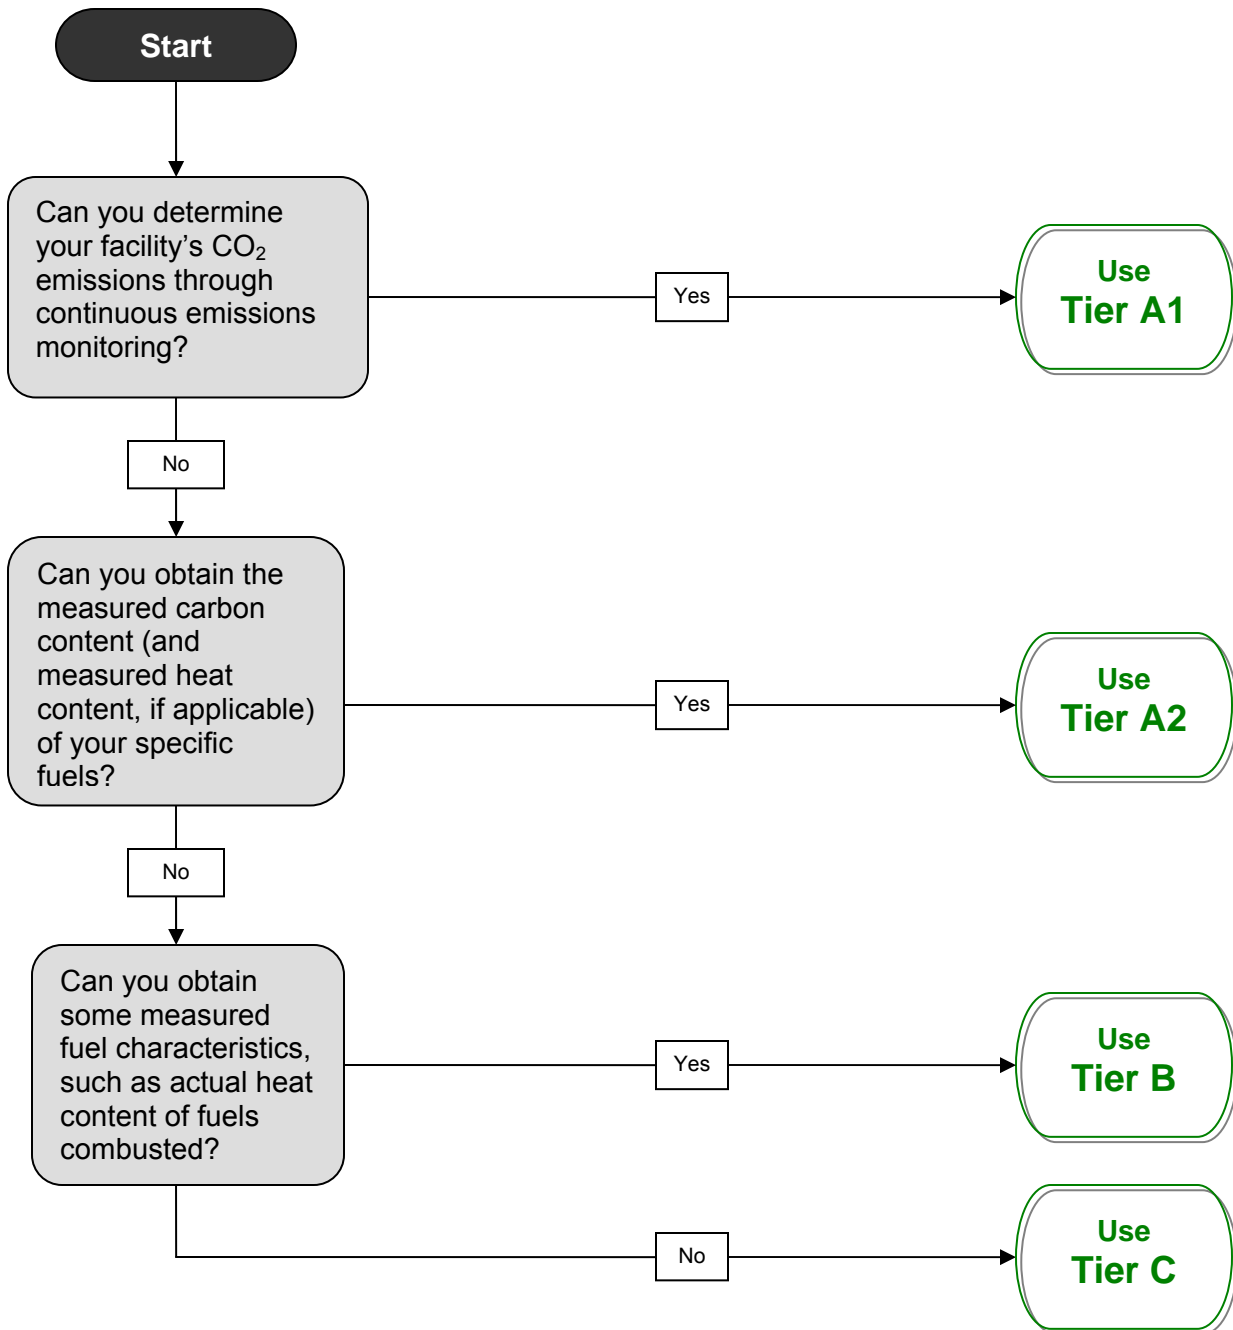 Start
Can you determine
your facility’s CO₂
emissions through
continuous emissions
monitoring?
Yes
Use
Tier A1
No
Can you obtain the
measured carbon
content (and
measured heat
content, if applicable)
of your specific
fuels?
Yes
Use
Tier A2
No
Can you obtain
some measured
fuel characteristics,
such as actual heat
content of fuels
combusted?
Yes
Use
Tier B
No
Use
Tier C